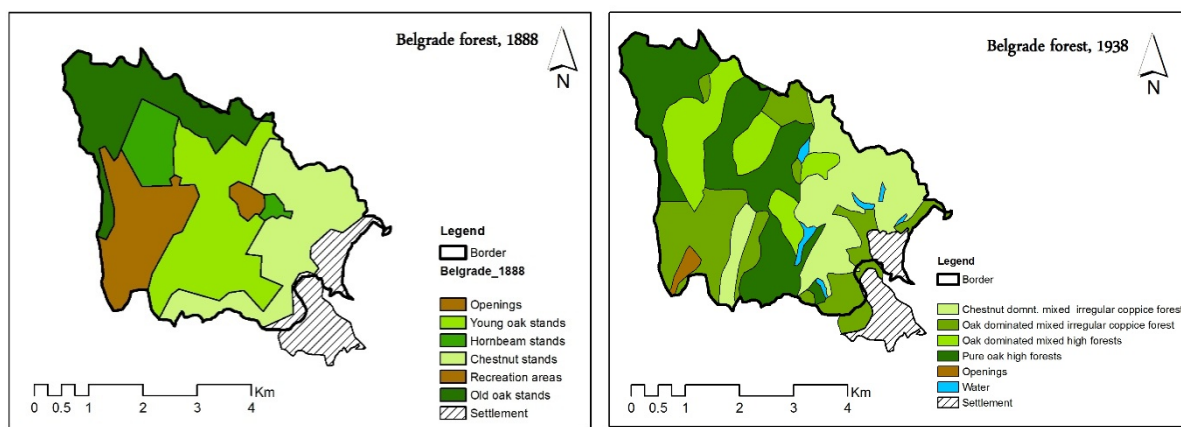 Belgrade forest, 1888
N
Legend
Border
Belgrade_1888
Openings
Young oak stands
Hornbeam stands
Chestnut stands
Recreation areas
Old oak stands
Settlement
Km
0 0.5 1 2 3 4
Belgrade forest, 1938
N
Legend
Border
Chestnut domnt. mixed irregular coppice forest
Oak dominated mixed irregular coppice forest
Oak dominated mixed high forests
Pure oak high forests
Openings
Water
Settlement
Km
0 0.5 1 2 3 4